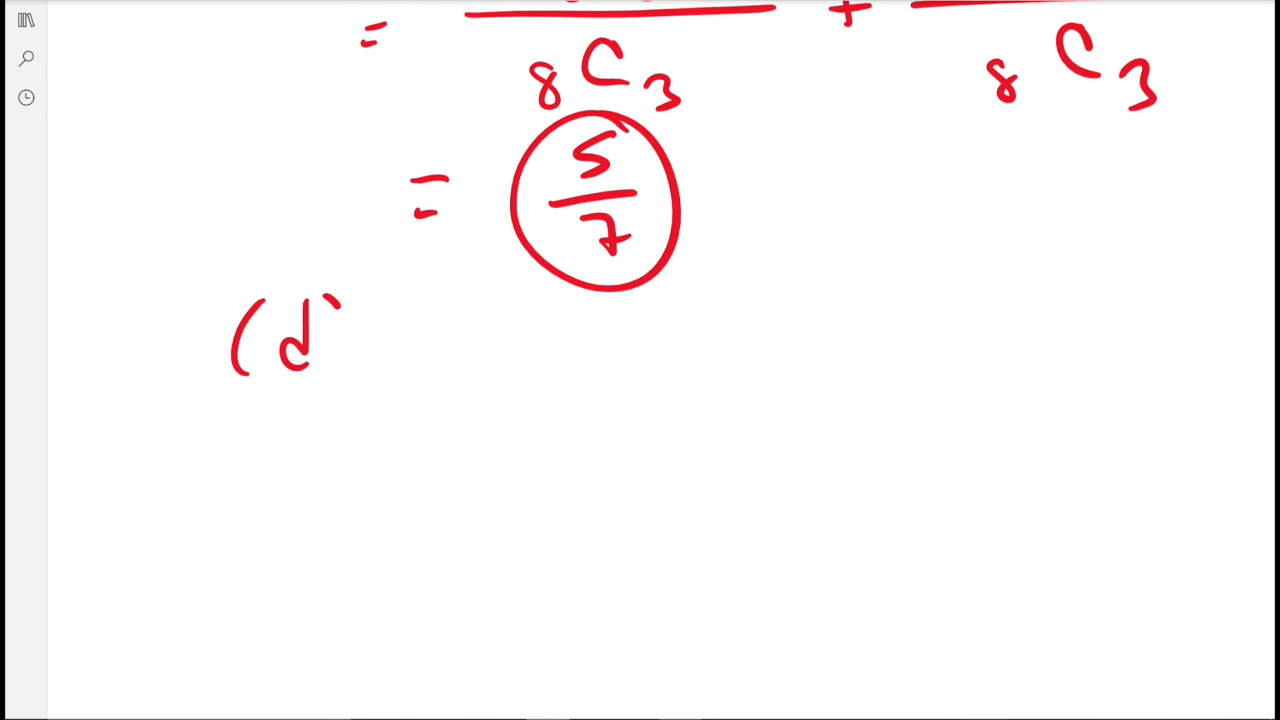 = +
8C3 8C3
= 5/7
(d)